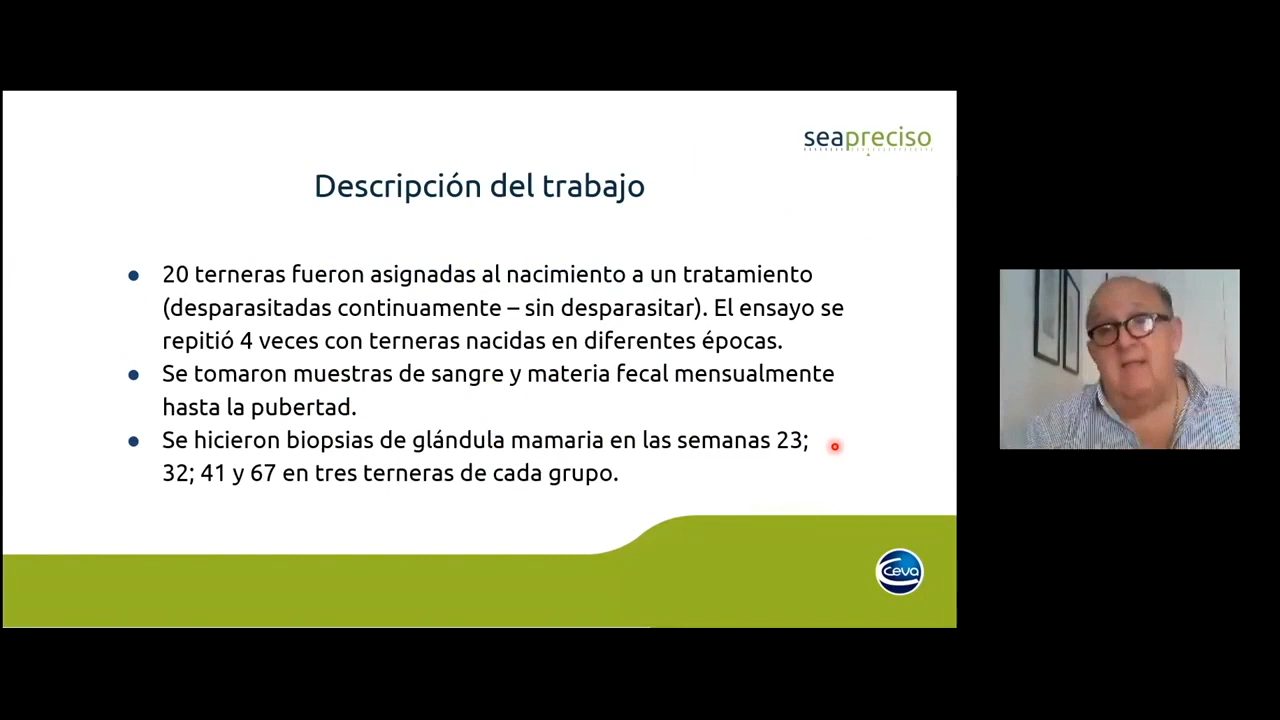 seapreciso
Descripción del trabajo
● 20 terneras fueron asignadas al nacimiento a un tratamiento
(desparasitadas continuamente – sin desparasitar). El ensayo se
repitió 4 veces con terneras nacidas en diferentes épocas.
● Se tomaron muestras de sangre y materia fecal mensualmente
hasta la pubertad.
● Se hicieron biopsias de glándula mamaria en las semanas 23;
32; 41 y 67 en tres terneras de cada grupo.
ceva